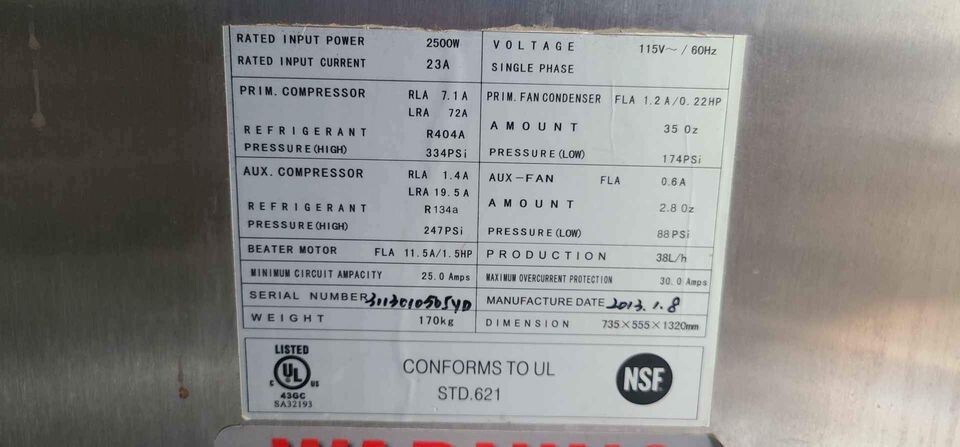 RATED INPUT POWER 2500W VOLTAGE 115V～/60Hz
RATED INPUT CURRENT 23A SINGLE PHASE
PRIM. COMPRESSOR RLA 7.1A PRIM. FAN CONDENSER FLA 1.2A/0.22HP
LRA 72A
REFRIGERANT R404A AMOUNT 35 Oz
PRESSURE(HIGH) 334PSi PRESSURE(LOW) 174PSi
AUX. COMPRESSOR RLA 1.4A AUX-FAN FLA 0.6A
LRA 19.5A
REFRIGERANT R134a AMOUNT 2.8 Oz
PRESSURE(HIGH) 247PSi PRESSURE(LOW) 88PSi
BEATER MOTOR FLA 11.5A/1.5HP PRODUCTION 38L/h
MINIMUM CIRCUIT AMPACITY 25.0 Amps MAXIMUM OVERCURRENT PROTECTION 30.0 Amps
SERIAL NUMBER MANUFACTURE DATE 2013.1.8
WEIGHT 170kg DIMENSION 735×555×1320mm
LISTED
C UL US
43GC
SA32193
CONFORMS TO UL
STD.621
NSF
WARNING